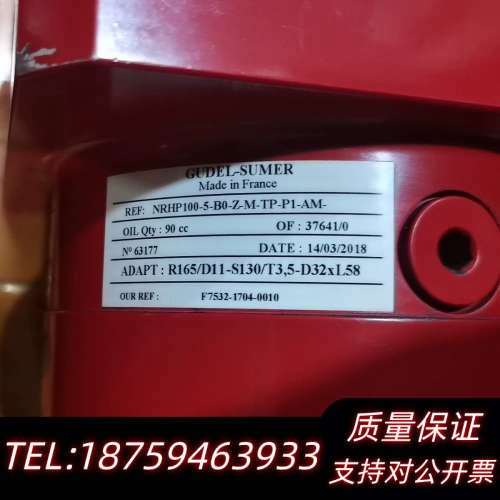 GUDEL-SUMER
Made in France
REF: NRHP100-5-B0-Z-M-TP-P1-AM-
OIL Qty : 90 cc OF : 37641/0
N° 63177 DATE : 14/03/2018
ADAPT : R165/D11-S130/T3,5-D32xL58
OUR REF : F7532-1704-0010
质量保证
TEL:18759463933
支持对公开票